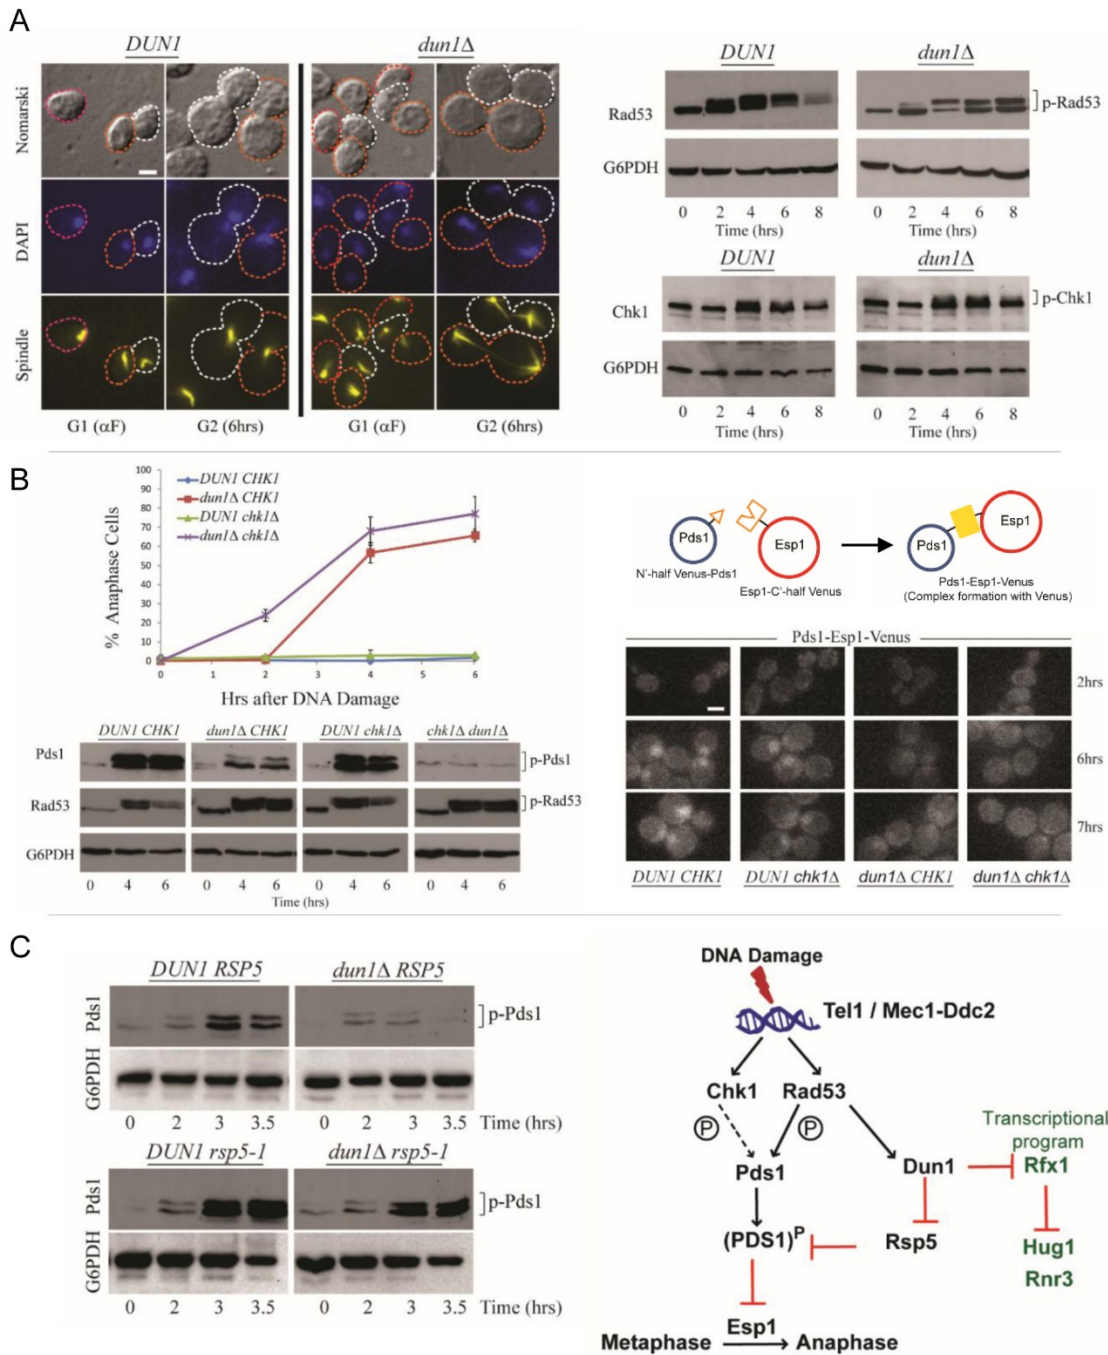 A
DUN1 dun1Δ
Nomarski
DAPI
Spindle
G1 (αF) G2 (6hrs) G1 (αF) G2 (6hrs)
DUN1 dun1Δ
Rad53 p-Rad53
G6PDH
0 2 4 6 8 0 2 4 6 8
Time (hrs) Time (hrs)
DUN1 dun1Δ
Chk1 p-Chk1
G6PDH
0 2 4 6 8 0 2 4 6 8
Time (hrs) Time (hrs)
B
100
90
80
70
60
50
40
30
20
10
0
% Anaphase Cells
DUN1 CHK1
dun1Δ CHK1
DUN1 chk1Δ
dun1Δ chk1Δ
0 1 2 3 4 5 6
Hrs after DNA Damage
DUN1 CHK1 dun1Δ CHK1 DUN1 chk1Δ chk1Δ dun1Δ
Pds1 p-Pds1
Rad53 p-Rad53
G6PDH
0 4 6 0 4 6 0 4 6 0 4 6
Time (hrs)
Pds1 Esp1 Pds1 Esp1
N'-half Venus-Pds1
Esp1-C'-half Venus
Pds1-Esp1-Venus
(Complex formation with Venus)
Pds1-Esp1-Venus
2hrs
6hrs
7hrs
DUN1 CHK1 DUN1 chk1Δ dun1Δ CHK1 dun1Δ chk1Δ
C
DUN1 RSP5 dun1Δ RSP5
Pds1 p-Pds1
G6PDH
0 2 3 3.5 0 2 3 3.5 Time (hrs)
DUN1 rsp5-1 dun1Δ rsp5-1
Pds1 p-Pds1
G6PDH
0 2 3 3.5 0 2 3 3.5 Time (hrs)
DNA Damage
Tel1 / Mec1-Ddc2
Chk1 Rad53
P P
Transcriptional
program
Pds1 Dun1 Rfx1
(PDS1)P Rsp5 Hug1
Rnr3
Esp1
Metaphase Anaphase